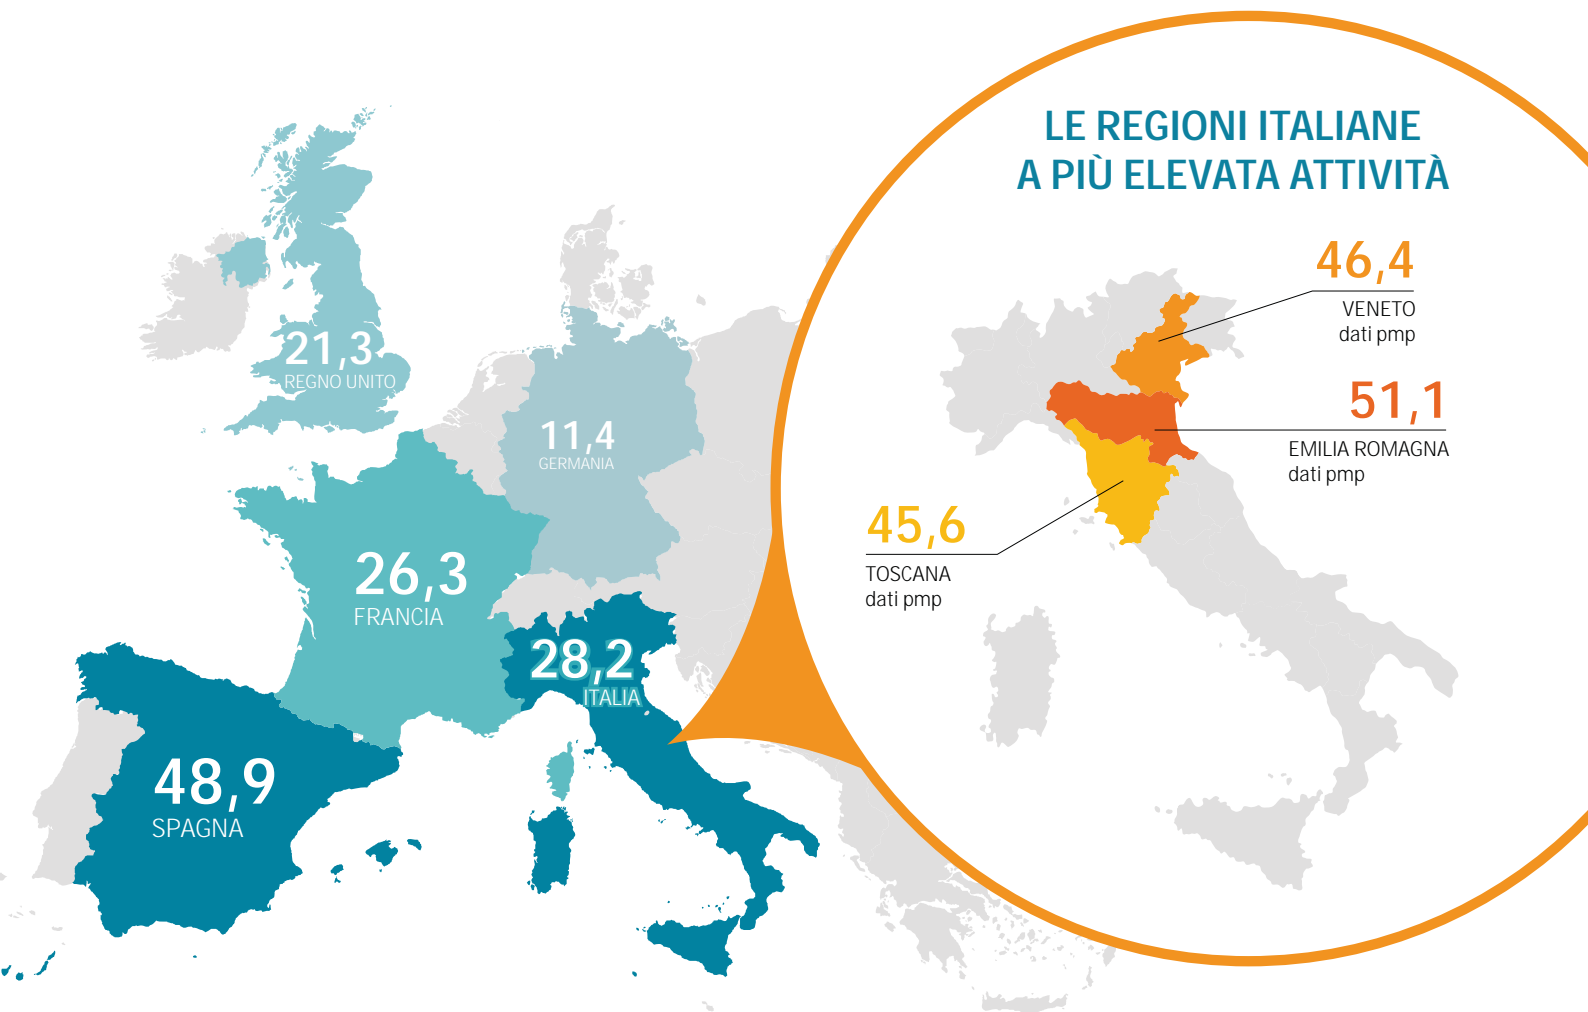 LE REGIONI ITALIANE
A PIÙ ELEVATA ATTIVITÀ
46,4
VENETO
dati pmp
51,1
EMILIA ROMAGNA
dati pmp
45,6
TOSCANA
dati pmp
21,3
REGNO UNITO
11,4
GERMANIA
26,3
FRANCIA
28,2
ITALIA
48,9
SPAGNA